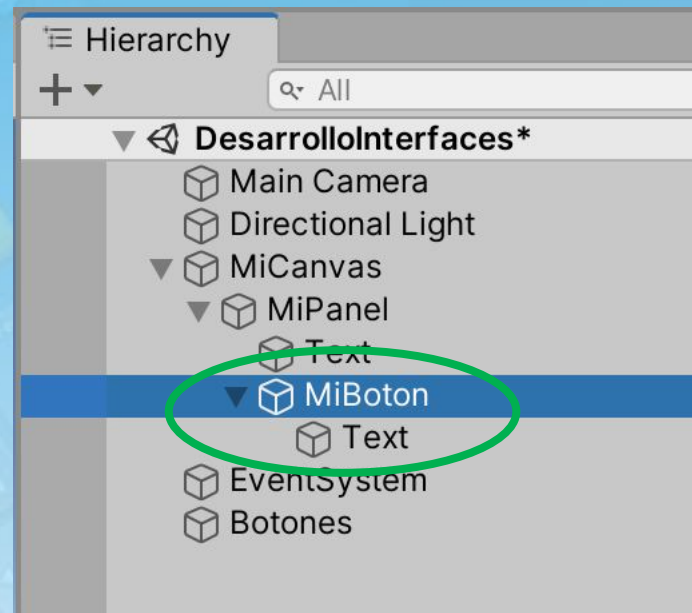 Hierarchy
All
DesarrolloInterfaces*
Main Camera
Directional Light
MiCanvas
MiPanel
Text
MiBoton
Text
EventSystem
Botones